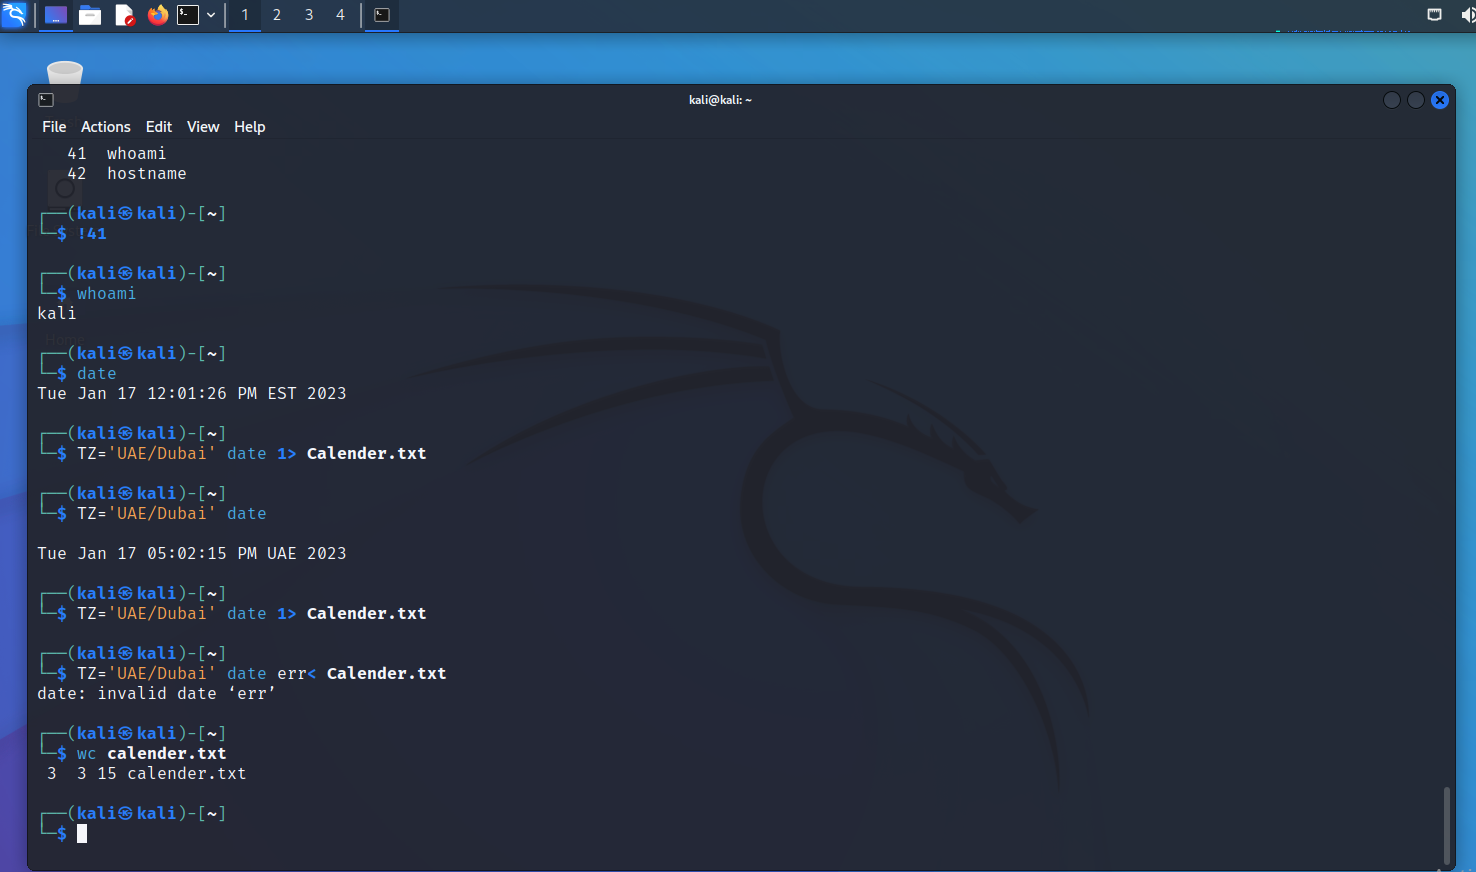 1 2 3 4
kali@kali: ~
File Actions Edit View Help
41 whoami
42 hostname
┌──(kali㉿kali)-[~]
└─$ !41
┌──(kali㉿kali)-[~]
└─$ whoami
kali
┌──(kali㉿kali)-[~]
└─$ date
Tue Jan 17 12:01:26 PM EST 2023
┌──(kali㉿kali)-[~]
└─$ TZ='UAE/Dubai' date 1> Calender.txt
┌──(kali㉿kali)-[~]
└─$ TZ='UAE/Dubai' date
Tue Jan 17 05:02:15 PM UAE 2023
┌──(kali㉿kali)-[~]
└─$ TZ='UAE/Dubai' date 1> Calender.txt
┌──(kali㉿kali)-[~]
└─$ TZ='UAE/Dubai' date err< Calender.txt
date: invalid date ‘err’
┌──(kali㉿kali)-[~]
└─$ wc calender.txt
3 3 15 calender.txt
┌──(kali㉿kali)-[~]
└─$